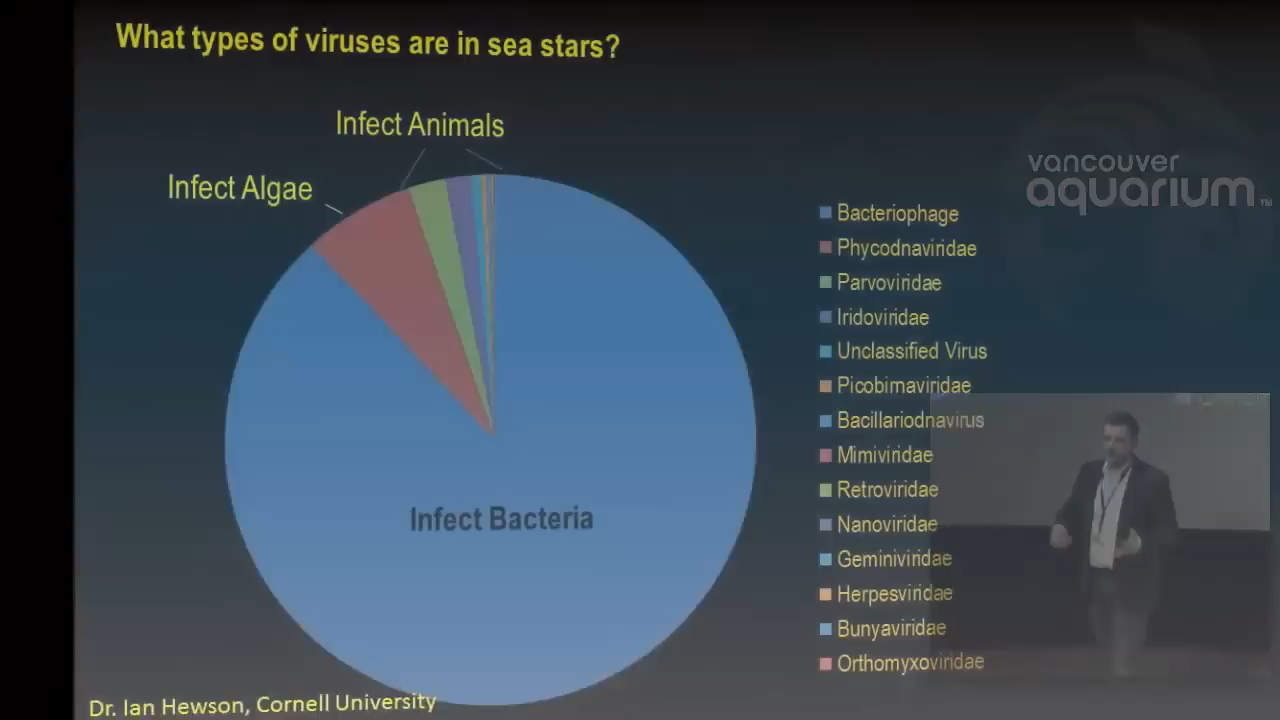 What types of viruses are in sea stars?
Infect Animals
Infect Algae
vancouver
aquarium™
Bacteriophage
Phycodnaviridae
Parvoviridae
Iridoviridae
Unclassified Virus
Picobirnaviridae
Bacillariodnavirus
Mimiviridae
Retroviridae
Nanoviridae
Geminiviridae
Herpesviridae
Bunyaviridae
Orthomyxoviridae
Infect Bacteria
Dr. Ian Hewson, Cornell University